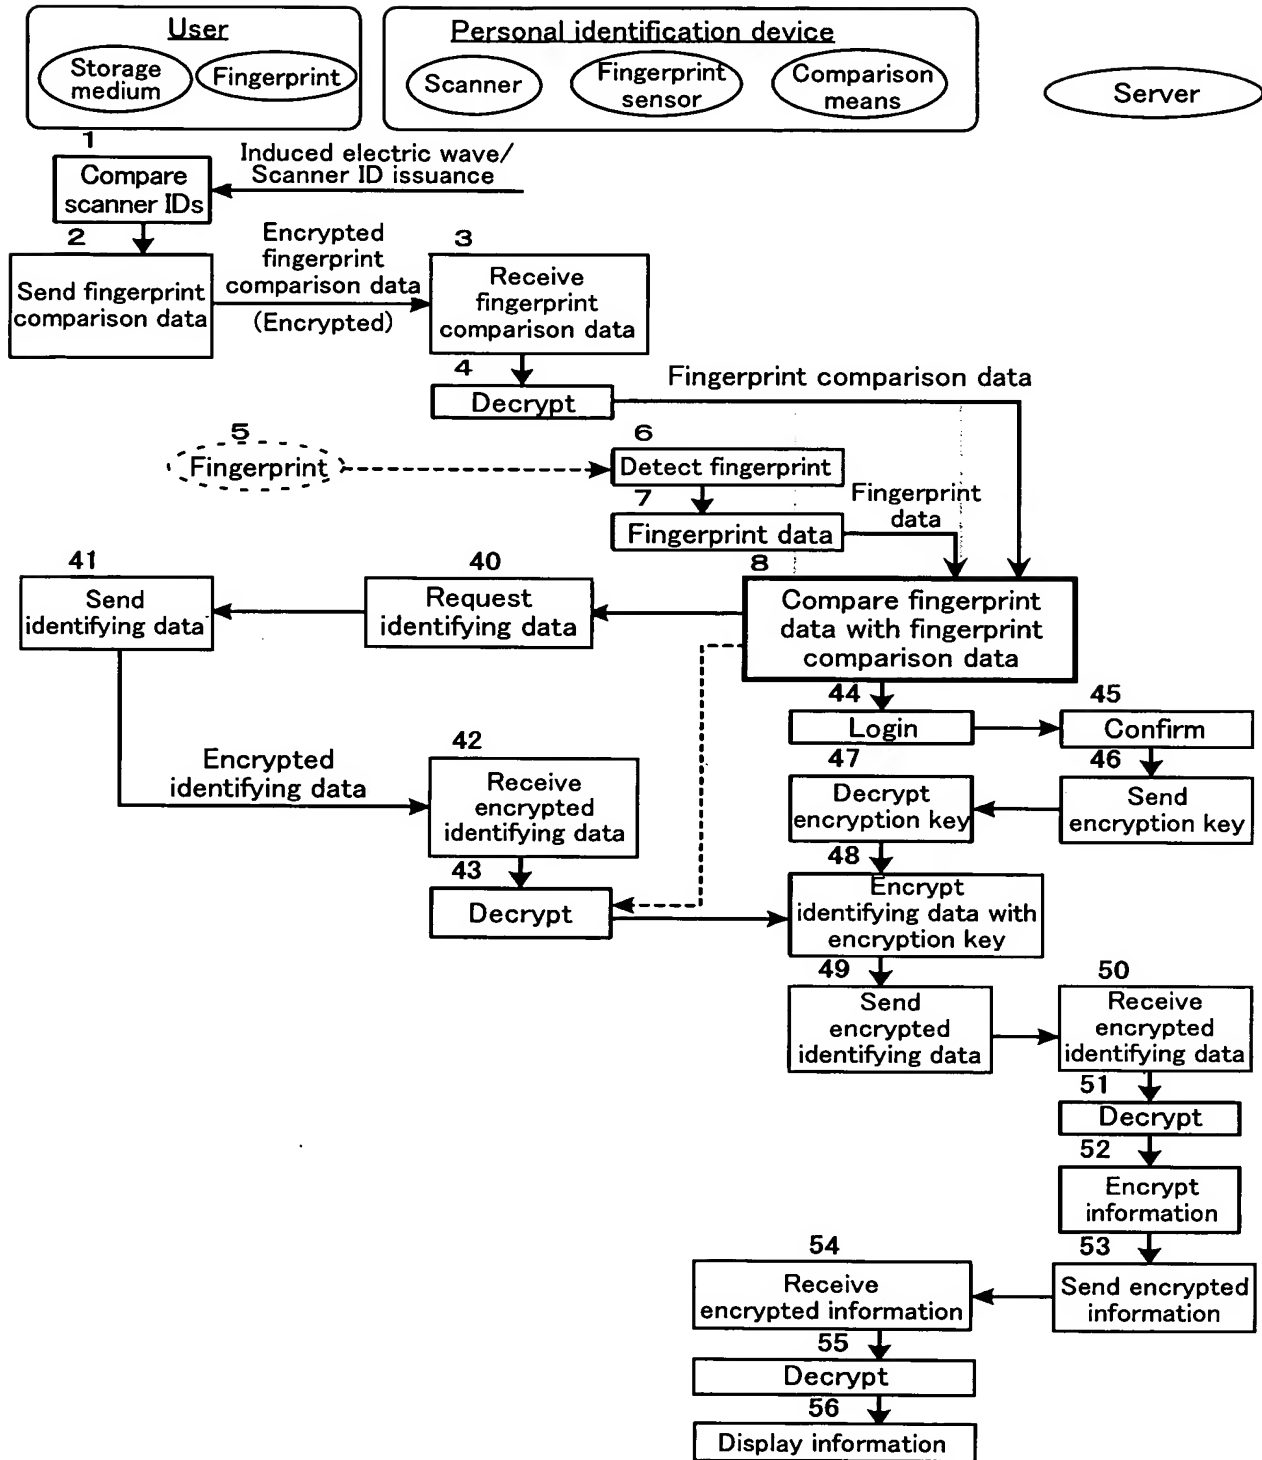 User
Storage
medium
Fingerprint
Personal identification device
Scanner
Fingerprint
sensor
Comparison
means
Server
1
Compare
scanner IDs
Induced electric wave/
Scanner ID issuance
2
Send fingerprint
comparison data
Encrypted
fingerprint
comparison data
(Encrypted)
3
Receive
fingerprint
comparison data
4
Decrypt
Fingerprint comparison data
5
Fingerprint
6
Detect fingerprint
7
Fingerprint data
Fingerprint
data
8
Compare fingerprint
data with fingerprint
comparison data
40
Request
identifying data
41
Send
identifying data
Encrypted
identifying data
42
Receive
encrypted
identifying data
43
Decrypt
44
Login
45
Confirm
46
Send
encryption key
47
Decrypt
encryption key
48
Encrypt
identifying data with
encryption key
49
Send
encrypted
identifying data
50
Receive
encrypted
identifying data
51
Decrypt
52
Encrypt
information
53
Send encrypted
information
54
Receive
encrypted information
55
Decrypt
56
Display information